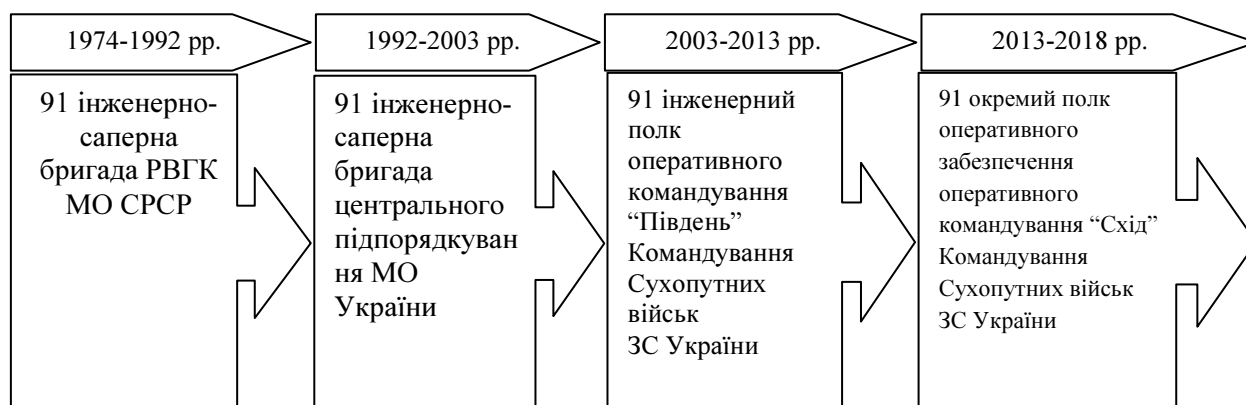 1974-1992 рр.
1992-2003 рр.
2003-2013 рр.
2013-2018 рр.
91 інженерно-
саперна
бригада РВГК
МО СРСР
91 інженерно-
саперна
бригада
центрального
підпорядкуван
ня МО
України
91 інженерний
полк
оперативного
командування
“Південь”
Командування
Сухопутних
військ
ЗС України
91 окремий полк
оперативного
забезпечення
оперативного
командування “Схід”
Командування
Сухопутних військ
ЗС України